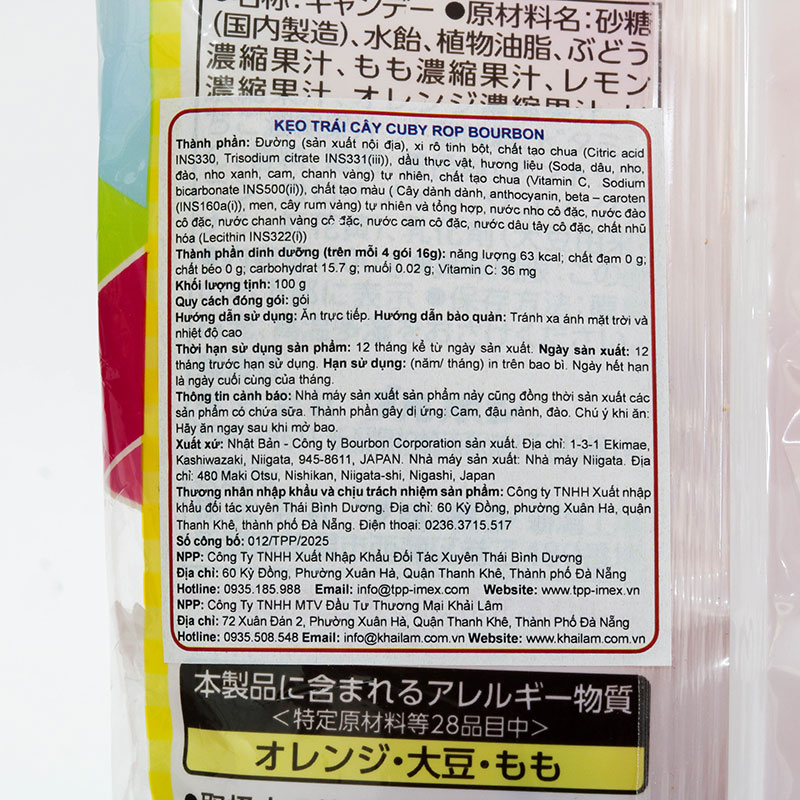 ●名称:キャンデー ●原材料名:砂糖
(国内製造)、水飴、植物油脂、ぶどう
濃縮果汁、もも濃縮果汁、レモン
濃縮果汁、オレンジ濃縮果汁、い
KẸO TRÁI CÂY CUBY ROP BOURBON
Thành phần: Đường (sản xuất nội địa), xi rô tinh bột, chất tạo chua (Citric acid
INS330, Trisodium citrate INS331(iii)), dầu thực vật, hương liệu (Soda, dâu, nho,
đào, nho xanh, cam, chanh vàng) tự nhiên, chất tạo chua (Vitamin C, Sodium
bicarbonate INS500(ii)), chất tạo màu ( Cây dành dành, anthocyanin, beta – caroten
(INS160a(i)), men, cây rum vàng) tự nhiên và tổng hợp, nước nho cô đặc, nước đào
cô đặc, nước chanh vàng cô đặc, nước cam cô đặc, nước dâu tây cô đặc, chất nhũ
hóa (Lecithin INS322(i))
Thành phần dinh dưỡng (trên mỗi 4 gói 16g): năng lượng 63 kcal; chất đạm 0 g;
chất béo 0 g; carbohydrat 15.7 g; muối 0.02 g; Vitamin C: 36 mg
Khối lượng tịnh: 100 g
Quy cách đóng gói: gói
Hướng dẫn sử dụng: Ăn trực tiếp. Hướng dẫn bảo quản: Tránh xa ánh mặt trời và
nhiệt độ cao
Thời hạn sử dụng sản phẩm: 12 tháng kể từ ngày sản xuất. Ngày sản xuất: 12
tháng trước hạn sử dụng. Hạn sử dụng: (năm/ tháng) in trên bao bì. Ngày hết hạn
là ngày cuối cùng của tháng.
Thông tin cảnh báo: Nhà máy sản xuất sản phẩm này cũng đồng thời sản xuất các
sản phẩm có chứa sữa. Thành phần gây dị ứng: Cam, đậu nành, đào. Chú ý khi ăn:
Hãy ăn ngay sau khi mở bao.
Xuất xứ: Nhật Bản - Công ty Bourbon Corporation sản xuất. Địa chỉ: 1-3-1 Ekimae,
Kashiwazaki, Niigata, 945-8611, JAPAN. Nhà máy sản xuất: Nhà máy Niigata. Địa
chỉ: 480 Maki Otsu, Nishikan, Niigata-shi, Nigashi, Japan
Thương nhân nhập khẩu và chịu trách nhiệm sản phẩm: Công ty TNHH Xuất nhập
khẩu đối tác xuyên Thái Bình Dương. Địa chỉ: 60 Kỳ Đồng, phường Xuân Hà, quận
Thanh Khê, thành phố Đà Nẵng. Điện thoại: 0236.3715.517
Số công bố: 012/TPP/2025
NPP: Công Ty TNHH Xuất Nhập Khẩu Đối Tác Xuyên Thái Bình Dương
Địa chỉ: 60 Kỳ Đồng, Phường Xuân Hà, Quận Thanh Khê, Thành phố Đà Nẵng
Hotline: 0935.185.988 Email: info@tpp-imex.com Website: www.tpp-imex.vn
NPP: Công Ty TNHH MTV Đầu Tư Thương Mại Khải Lâm
Địa chỉ: 72 Xuân Đán 2, Phường Xuân Hà, Quận Thanh Khê, Thành Phố Đà Nẵng
Hotline: 0935.508.548 Email: info@khailam.com.vn Website: www.khailam.com.vn
本製品に含まれるアレルギー物質
<特定原材料等28品目中>
オレンジ・大豆・もも